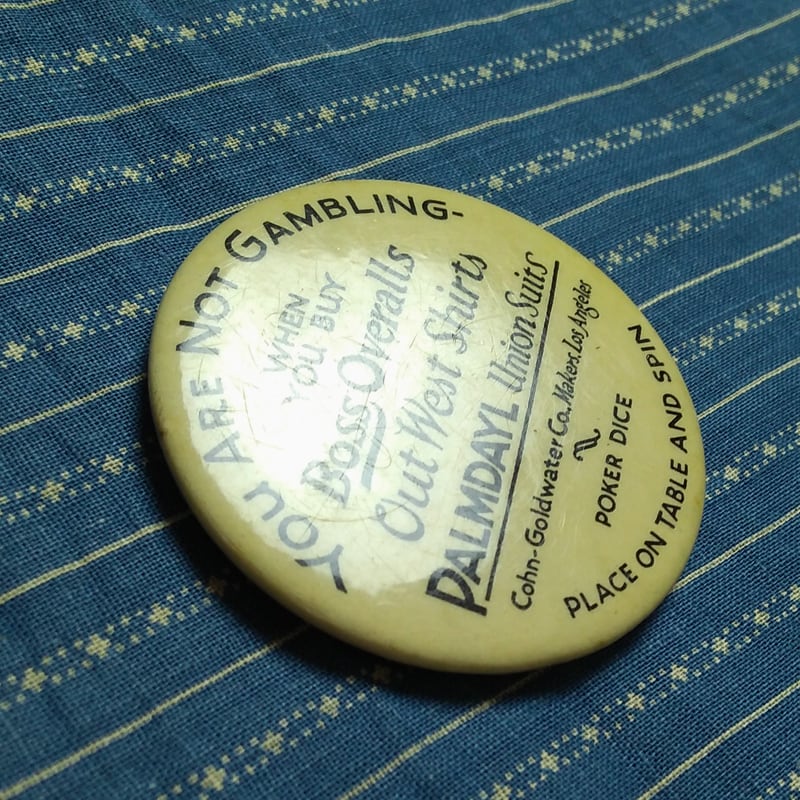 You ARE NOT GAMBLING-
WHEN
YOU BUY
Boss Overalls
Out West Shirts
PALMDAYL Union Suits
Cohn-Goldwater Co., Makers, Los Angeles
POKER DICE
PLACE ON TABLE AND SPIN